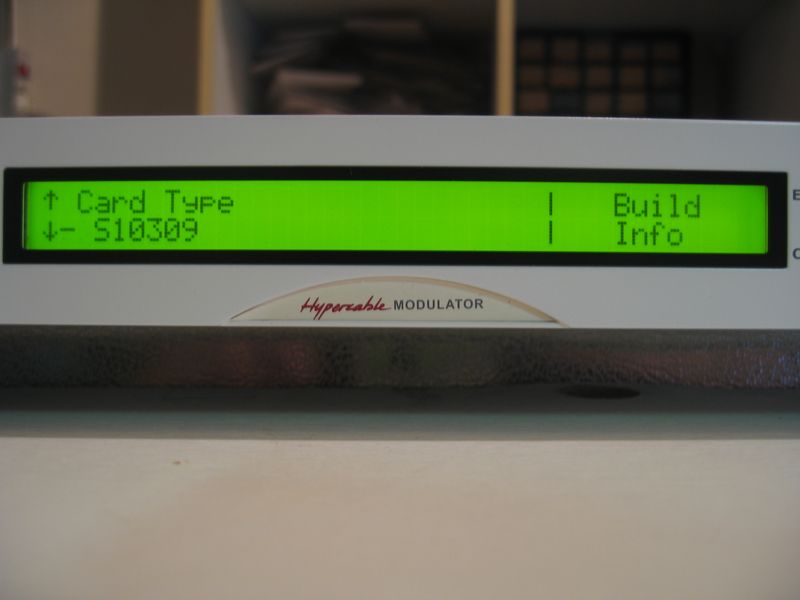 ↑ Card Type | Build
↓- S10309 | Info
Hypercable MODULATOR
E